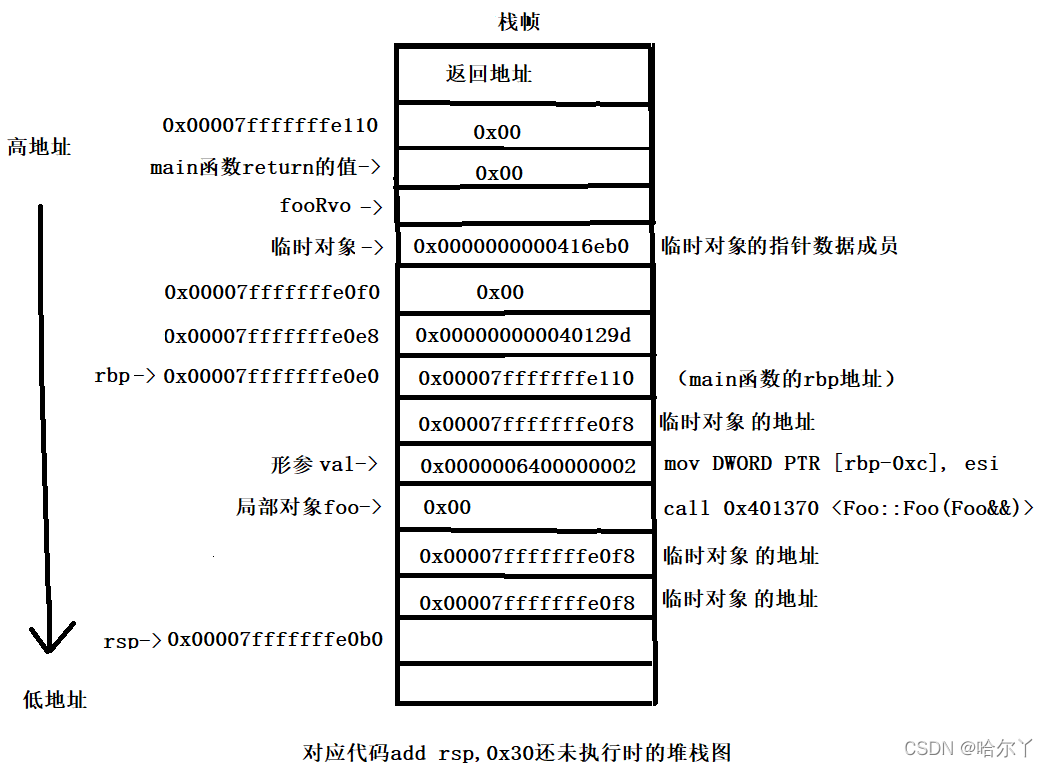 栈帧
返回地址
0x00007fffffffe110 0x00
高地址
main函数return的值-> 0x00
fooRvo ->
临时对象-> 0x0000000000416eb0 临时对象的指针数据成员
0x00007fffffffe0f0 0x00
0x00007fffffffe0e8 0x000000000040129d
rbp-> 0x00007fffffffe0e0 0x00007fffffffe110 (main函数的rbp地址)
0x00007fffffffe0f8 临时对象 的地址
形参 val-> 0x0000006400000002 mov DWORD PTR [rbp-0xc], esi
局部对象foo-> 0x00 call 0x401370 <Foo::Foo(Foo&&)>
0x00007fffffffe0f8 临时对象 的地址
0x00007fffffffe0f8 临时对象 的地址
rsp-> 0x00007fffffffe0b0
低地址
对应代码add rsp,0x30还未执行时的堆栈图
CSDN @哈尔丫